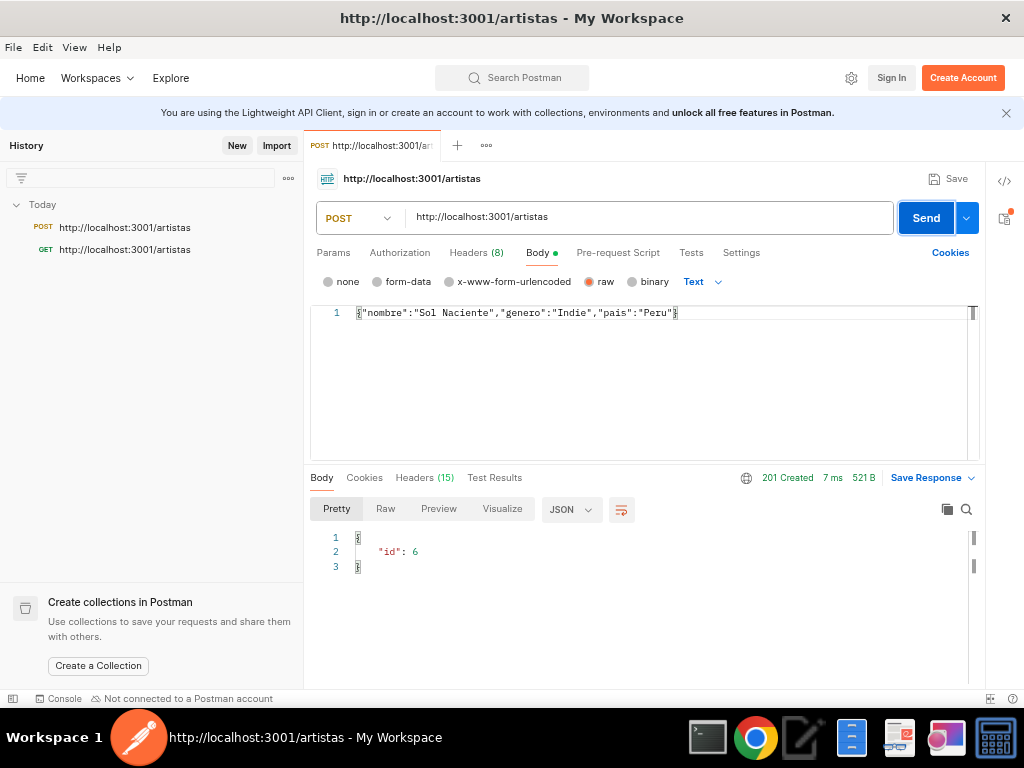 http://localhost:3001/artistas - My Workspace
File Edit View Help
Home Workspaces Explore Search Postman Sign In Create Account
You are using the Lightweight API Client, sign in or create an account to work with collections, environments and unlock all free features in Postman.
History New Import
POST http://localhost:3001/ar
Today
POST http://localhost:3001/artistas
GET http://localhost:3001/artistas
HTTP http://localhost:3001/artistas Save
POST http://localhost:3001/artistas Send
Params Authorization Headers (8) Body Pre-request Script Tests Settings Cookies
none form-data x-www-form-urlencoded raw binary Text
1 {"nombre":"Sol Naciente","genero":"Indie","pais":"Peru"}
Body Cookies Headers (15) Test Results 201 Created 7 ms 521 B Save Response
Pretty Raw Preview Visualize JSON
1 {
2 "id": 6
3 }
Create collections in Postman
Use collections to save your requests and share them
with others.
Create a Collection
Console Not connected to a Postman account
Workspace 1 http://localhost:3001/artistas - My Workspace